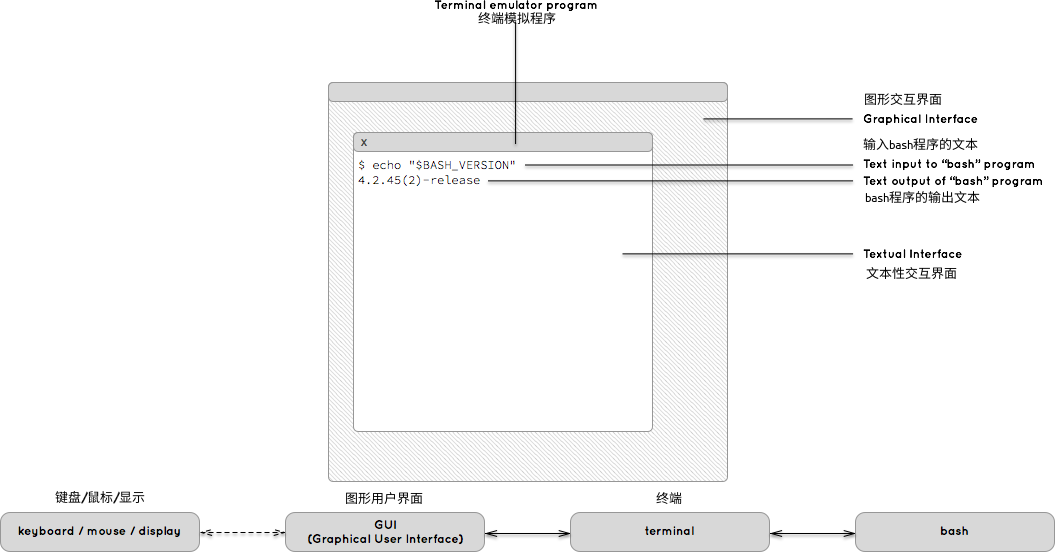 Terminal emulator program
终端模拟程序
图形交互界面
Graphical Interface
x
输入bash程序的文本
$ echo "$BASH_VERSION"
Text input to “bash” program
4.2.45(2)-release
Text output of “bash” program
bash程序的输出文本
Textual Interface
文本性交互界面
键盘/鼠标/显示
图形用户界面
终端
keyboard / mouse / display
GUI
(Graphical User Interface)
terminal
bash